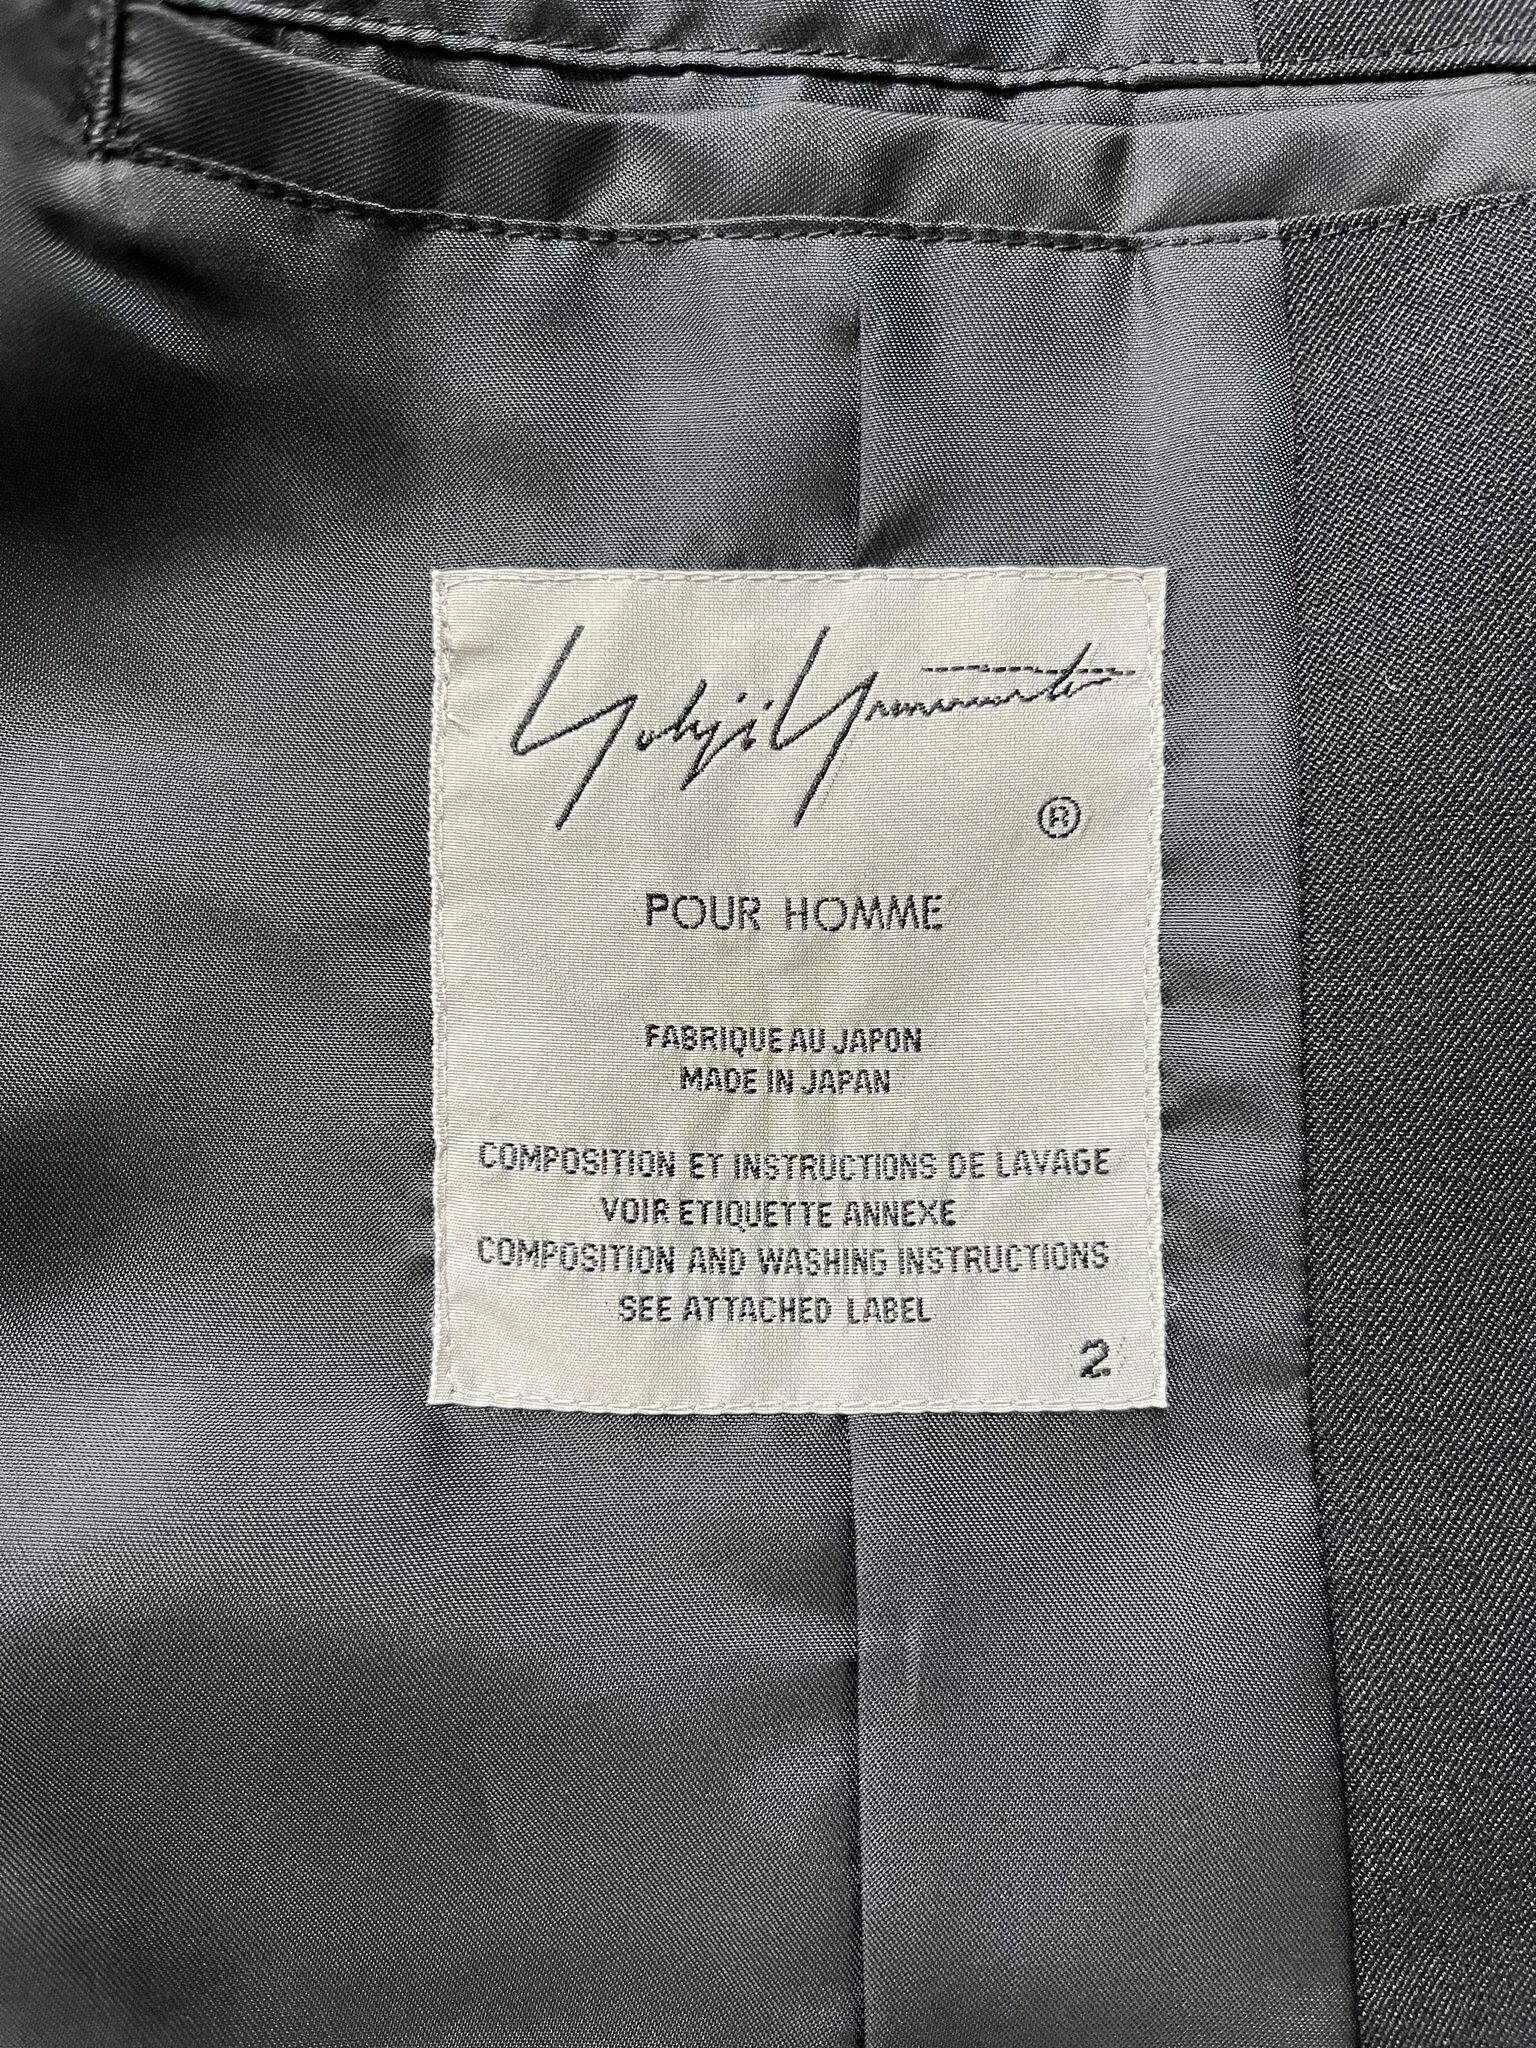 Yohji Yamamoto
®
POUR HOMME
FABRIQUE AU JAPON
MADE IN JAPAN
COMPOSITION ET INSTRUCTIONS DE LAVAGE
VOIR ETIQUETTE ANNEXE
COMPOSITION AND WASHING INSTRUCTIONS
SEE ATTACHED LABEL
2